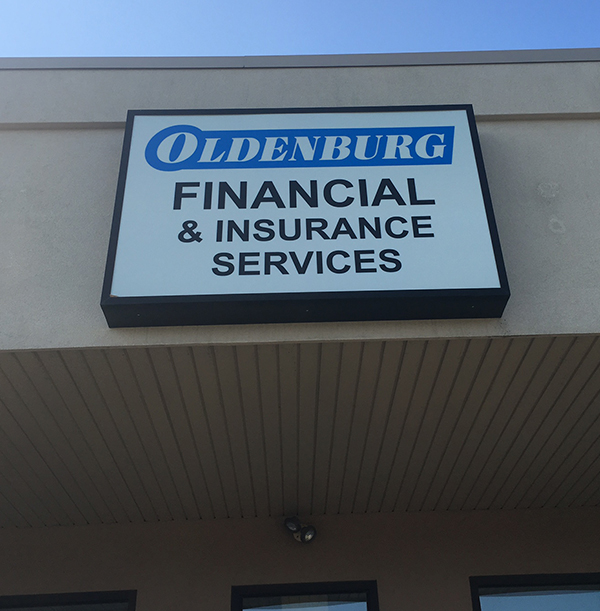 OLDENBURG
FINANCIAL
& INSURANCE
SERVICES